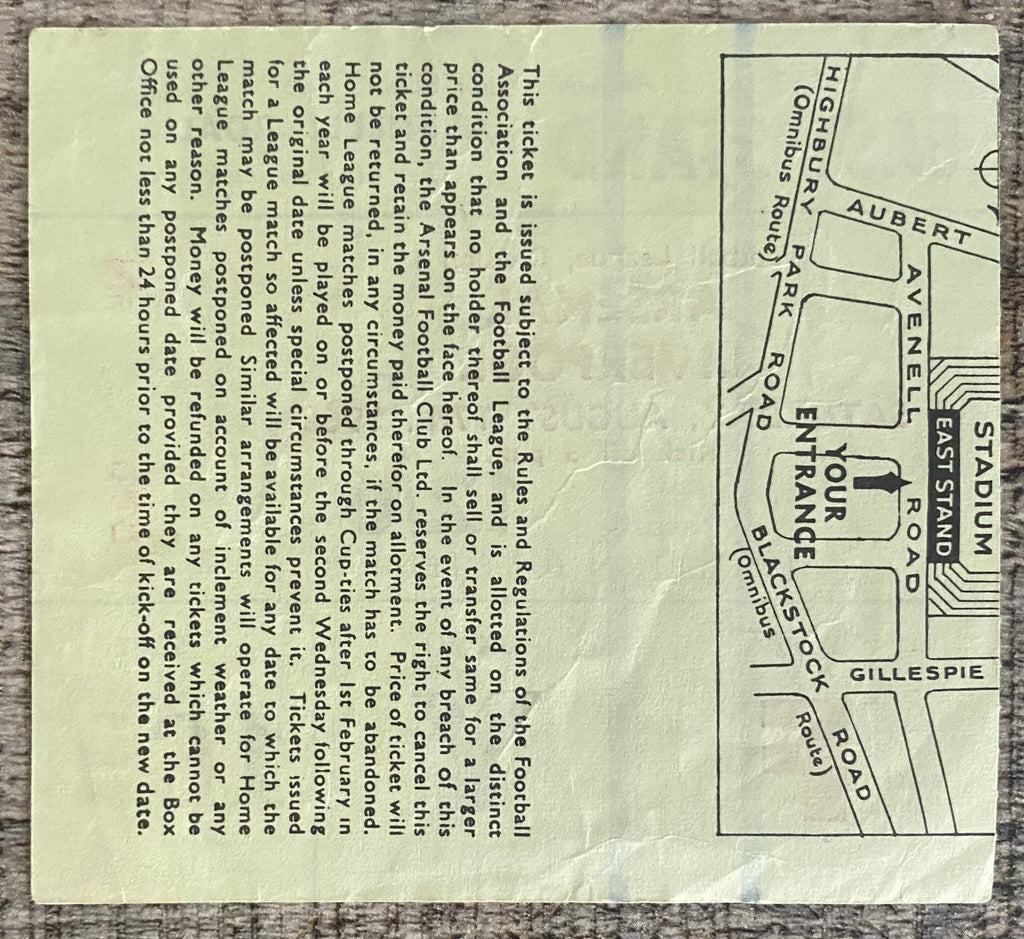 STADIUM
EAST STAND
AUBERT
AVENELL ROAD
GILLESPIE
YOUR
ENTRANCE
HIGHBURY PARK ROAD
(Omnibus Route)
BLACKSTOCK ROAD
(Omnibus Route)
This ticket is issued subject to the Rules and Regulations of the Football
Association and the Football League, and is allotted on the distinct
condition that no holder thereof shall sell or transfer same for a larger
price than appears on the face hereof. In the event of any breach of this
condition, the Arsenal Football Club Ltd. reserves the right to cancel this
ticket and retain the money paid therefor on allotment. Price of ticket will
not be returned, in any circumstances, if the match has to be abandoned.
Home League matches postponed through Cup-ties after 1st February in
each year will be played on or before the second Wednesday following
the original date unless special circumstances prevent it. Tickets issued
for a League match so affected will be available for any date to which the
match may be postponed Similar arrangements will operate for Home
League matches postponed on account of inclement weather or any
other reason. Money will be refunded on any tickets which cannot be
used on any postponed date provided they are received at the Box
Office not less than 24 hours prior to the time of kick-off on the new date.